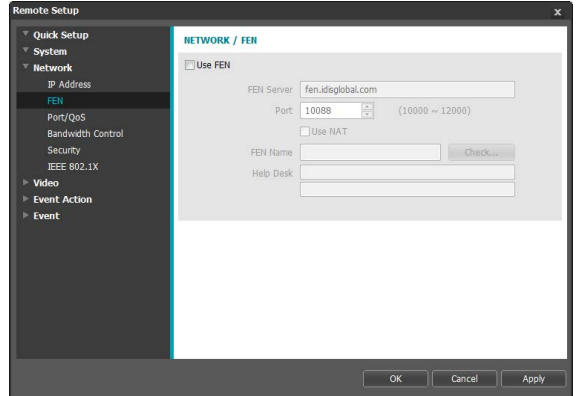 Remote Setup x
Quick Setup
System
Network
IP Address
FEN
Port/QoS
Bandwidth Control
Security
IEEE 802.1X
Video
Event Action
Event
NETWORK / FEN
Use FEN
FEN Server fen.idisglobal.com
Port 10088 (10000 ~ 12000)
Use NAT
FEN Name Check...
Help Desk
OK Cancel Apply